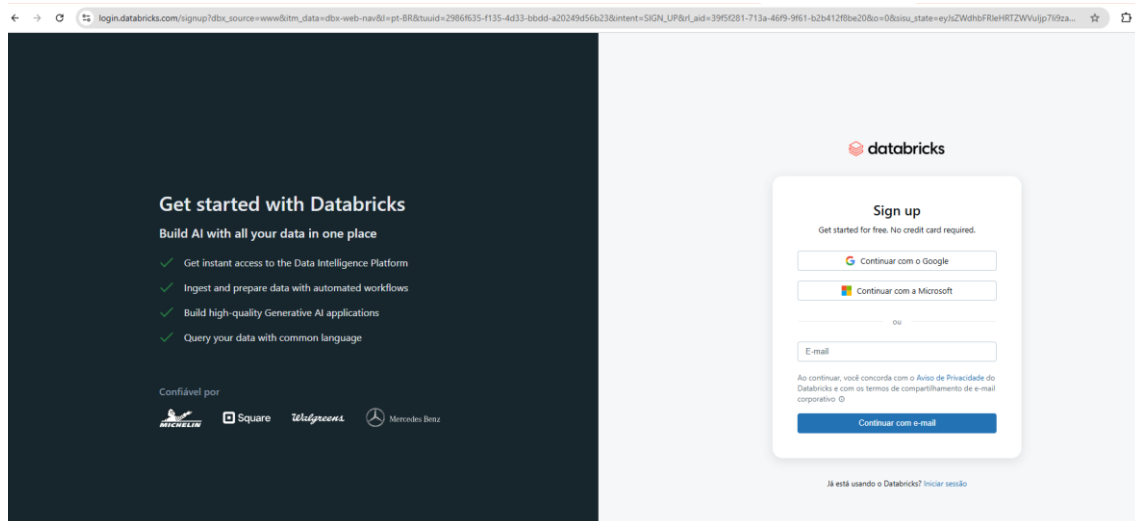 login.databricks.com/signup?dbx_source=www&itm_data=dbx-web-nav&l=pt-BR&tuuid=2986f635-f135-4d33-bbdd-a20249d56b23&intent=SIGN_UP&rl_aid=39f5f281-713a-46f9-9f61-b2b412f8be20&o=0&sisu_state=eyJsZWdhbFRleHRTZWVuIjp7Ii9za...
Get started with Databricks
Build AI with all your data in one place
Get instant access to the Data Intelligence Platform
Ingest and prepare data with automated workflows
Build high-quality Generative AI applications
Query your data with common language
Confiável por
MICHELIN Square Walgreens Mercedes Benz
databricks
Sign up
Get started for free. No credit card required.
Continuar com o Google
Continuar com a Microsoft
ou
E-mail
Ao continuar, você concorda com o Aviso de Privacidade do
Databricks e com os termos de compartilhamento de e-mail
corporativo
Continuar com e-mail
Já está usando o Databricks? Iniciar sessão